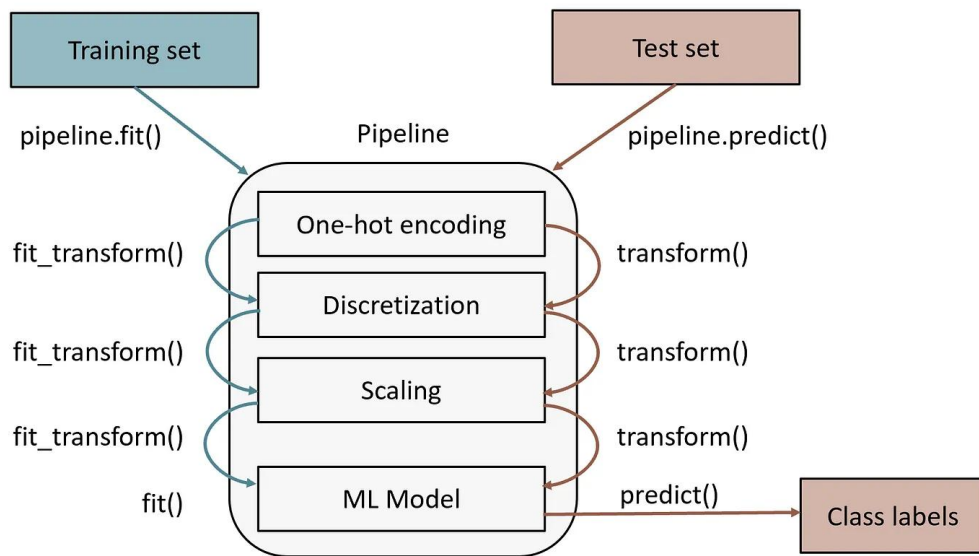 Training set
Test set
pipeline.fit()
Pipeline
pipeline.predict()
One-hot encoding
fit_transform()
transform()
Discretization
fit_transform()
transform()
Scaling
fit_transform()
transform()
fit()
ML Model
predict()
Class labels